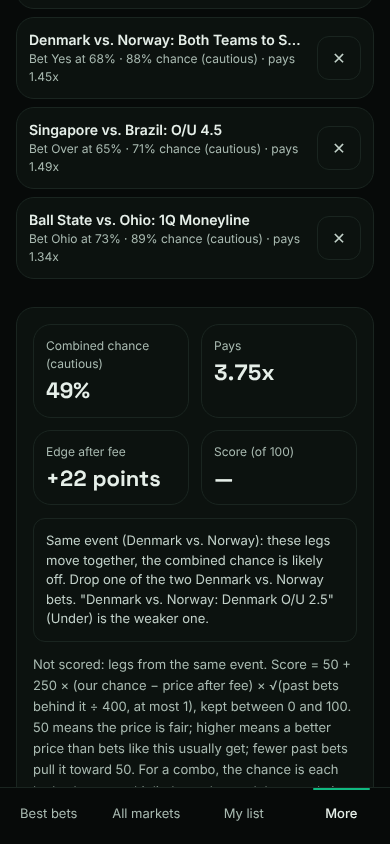 Denmark vs. Norway: Both Teams to S...
Bet Yes at 68% · 88% chance (cautious) · pays
1.45x
Singapore vs. Brazil: O/U 4.5
Bet Over at 65% · 71% chance (cautious) · pays
1.49x
Ball State vs. Ohio: 1Q Moneyline
Bet Ohio at 73% · 89% chance (cautious) · pays
1.34x
Combined chance
(cautious)
49%
Pays
3.75x
Edge after fee
+22 points
Score (of 100)
—
Same event (Denmark vs. Norway): these legs
move together, the combined chance is likely
off. Drop one of the two Denmark vs. Norway
bets. "Denmark vs. Norway: Denmark O/U 2.5"
(Under) is the weaker one.
Not scored: legs from the same event. Score = 50 +
250 × (our chance − price after fee) × √(past bets
behind it ÷ 400, at most 1), kept between 0 and 100.
50 means the price is fair; higher means a better
price than bets like this usually get; fewer past bets
pull it toward 50. For a combo, the chance is each
Best bets
All markets
My list
More